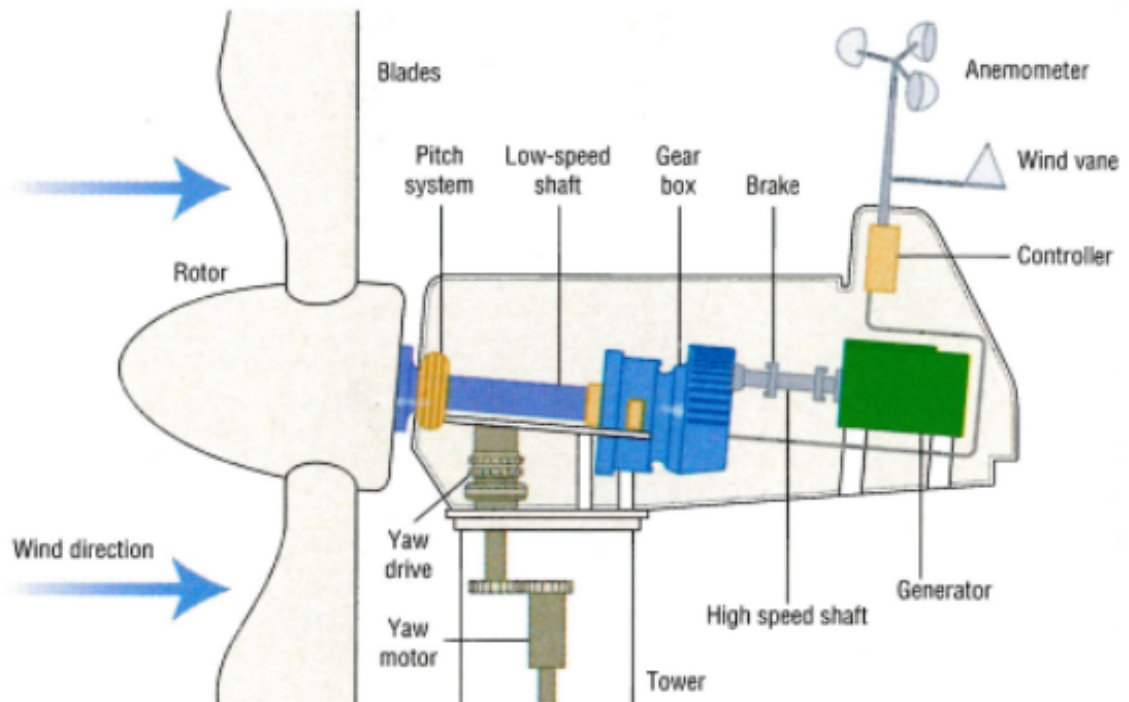 Blades
Anemometer
Pitch
system
Low-speed
shaft
Gear
box
Brake
Wind vane
Rotor
Controller
Wind direction
Yaw
drive
Generator
High speed shaft
Yaw
motor
Tower